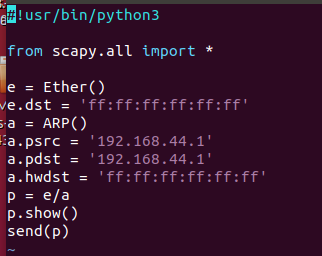 #!usr/bin/python3
from scapy.all import *
e = Ether()
e.dst = 'ff:ff:ff:ff:ff:ff'
a = ARP()
a.psrc = '192.168.44.1'
a.pdst = '192.168.44.1'
a.hwdst = 'ff:ff:ff:ff:ff:ff'
p = e/a
p.show()
send(p)
~